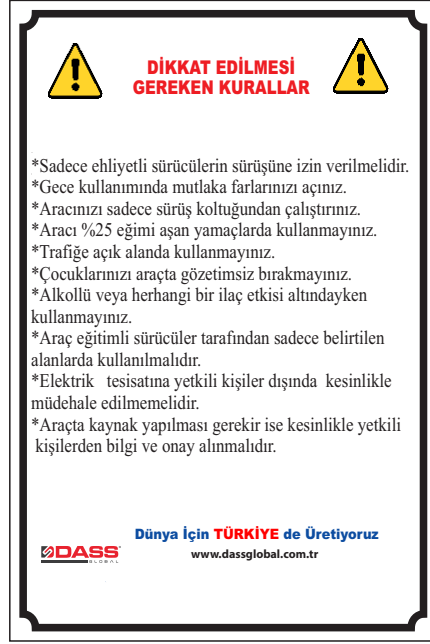 DİKKAT EDİLMESİ
GEREKEN KURALLAR
*Sadece ehliyetli sürücülerin sürüşüne izin verilmelidir.
*Gece kullanımında mutlaka farlarınızı açınız.
*Aracınızı sadece sürüş koltuğundan çalıştırınız.
*Aracı %25 eğimi aşan yamaçlarda kullanmayınız.
*Trafiğe açık alanda kullanmayınız.
*Çocuklarınızı araçta gözetimsiz bırakmayınız.
*Alkollü veya herhangi bir ilaç etkisi altındayken
kullanmayınız.
*Araç eğitimli sürücüler tarafından sadece belirtilen
alanlarda kullanılmalıdır.
*Elektrik tesisatına yetkili kişiler dışında kesinlikle
müdehale edilmemelidir.
*Araçta kaynak yapılması gerekir ise kesinlikle yetkili
kişilerden bilgi ve onay alınmalıdır.
Dünya İçin TÜRKİYE de Üretiyoruz
DASS
GLOBAL
www.dassglobal.com.tr